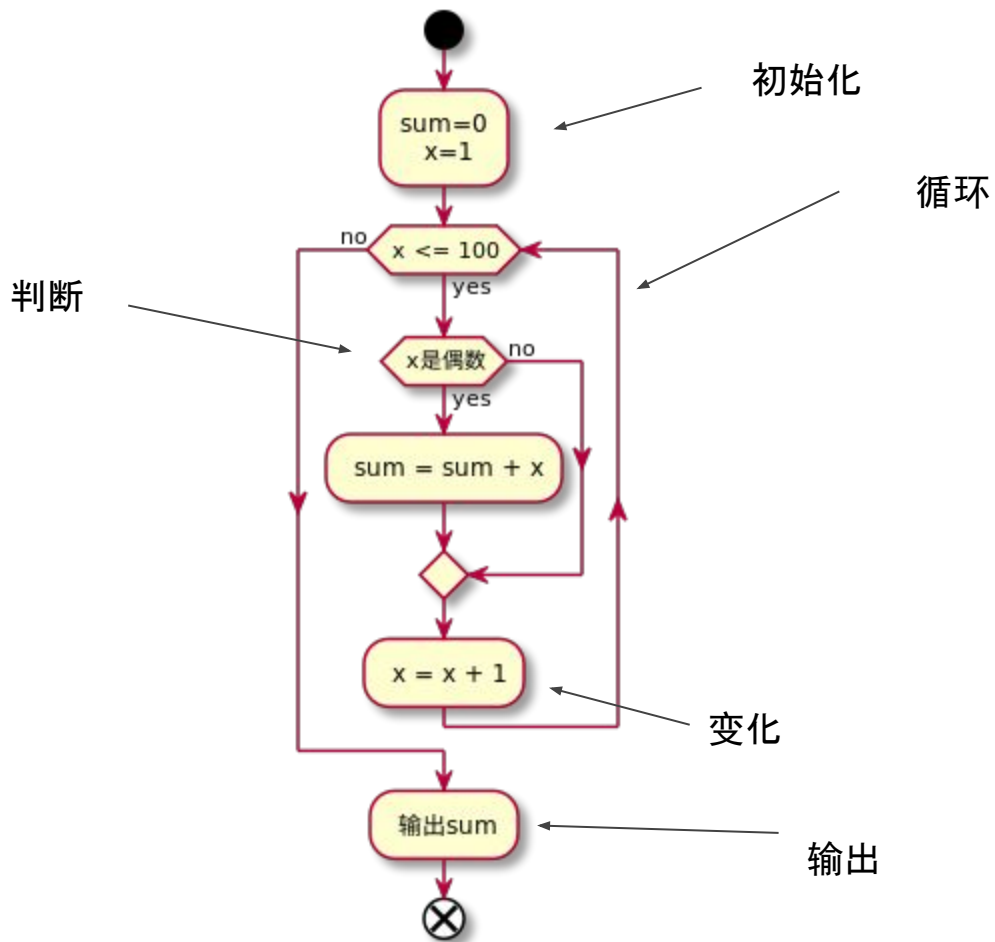 初始化
sum=0
x=1
循环
no
x <= 100
yes
判断
x是偶数
no
yes
sum = sum + x
x = x + 1
变化
输出sum
输出